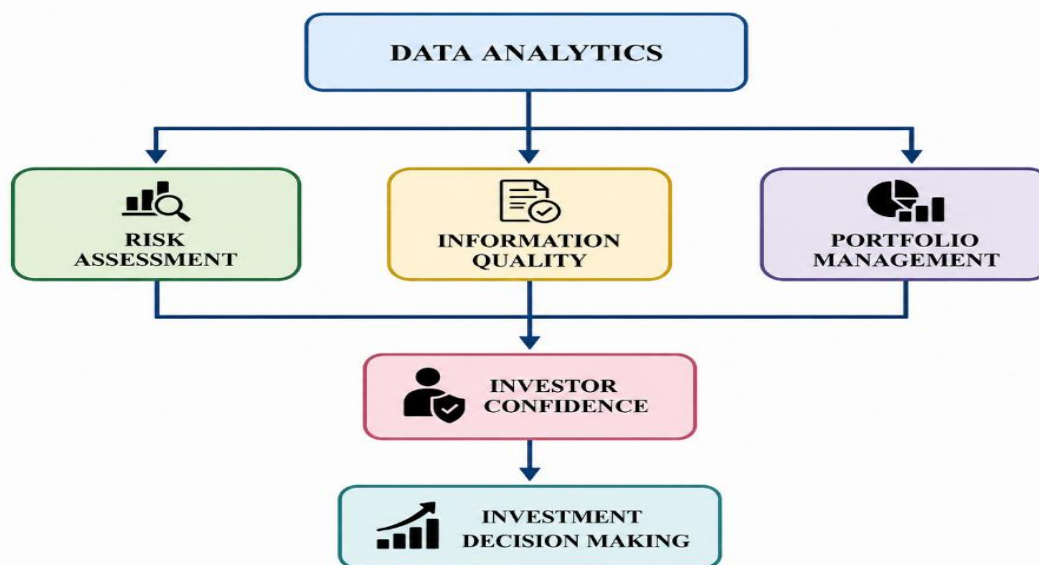 DATA ANALYTICS
RISK
ASSESSMENT
INFORMATION
QUALITY
PORTFOLIO
MANAGEMENT
INVESTOR
CONFIDENCE
INVESTMENT
DECISION MAKING